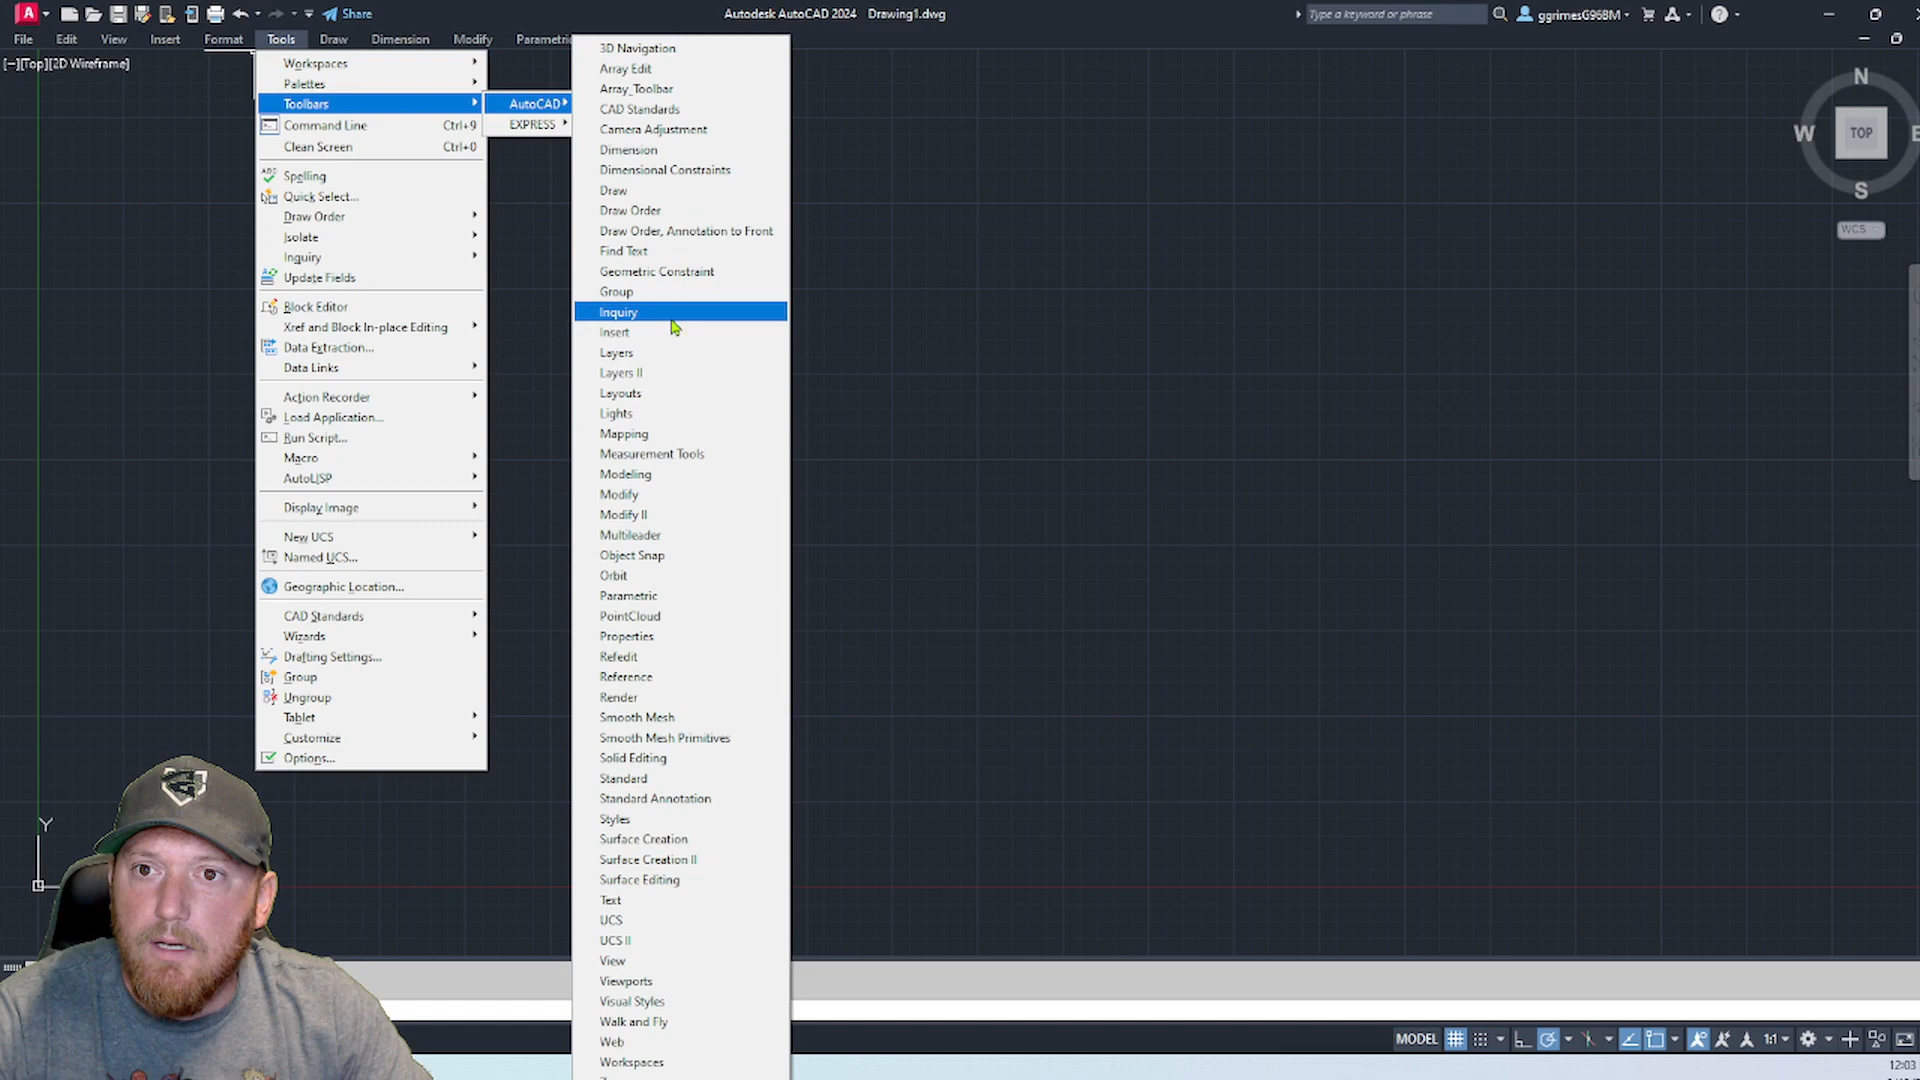 A Share Autodesk AutoCAD 2024 Drawing1.dwg Type a keyword or phrase ggrimesG96BM
File Edit View Insert Format Tools Draw Dimension Modify Parametric
[−][Top][2D Wireframe]
Workspaces
Palettes
Toolbars
Command Line Ctrl+9
Clean Screen Ctrl+0
Spelling
Quick Select...
Draw Order
Isolate
Inquiry
Update Fields
Block Editor
Xref and Block In-place Editing
Data Extraction...
Data Links
Action Recorder
Load Application...
Run Script...
Macro
AutoLISP
Display Image
New UCS
Named UCS...
Geographic Location...
CAD Standards
Wizards
Drafting Settings...
Group
Ungroup
Tablet
Customize
Options...
AutoCAD
EXPRESS
3D Navigation
Array Edit
Array_Toolbar
CAD Standards
Camera Adjustment
Dimension
Dimensional Constraints
Draw
Draw Order
Draw Order, Annotation to Front
Find Text
Geometric Constraint
Group
Inquiry
Insert
Layers
Layers II
Layouts
Lights
Mapping
Measurement Tools
Modeling
Modify
Modify II
Multileader
Object Snap
Orbit
Parametric
PointCloud
Properties
Refedit
Reference
Render
Smooth Mesh
Smooth Mesh Primitives
Solid Editing
Standard
Standard Annotation
Styles
Surface Creation
Surface Creation II
Surface Editing
Text
UCS
UCS II
View
Viewports
Visual Styles
Walk and Fly
Web
Workspaces
N
W TOP E
S
WCS
Y
MODEL 1:1
12:03